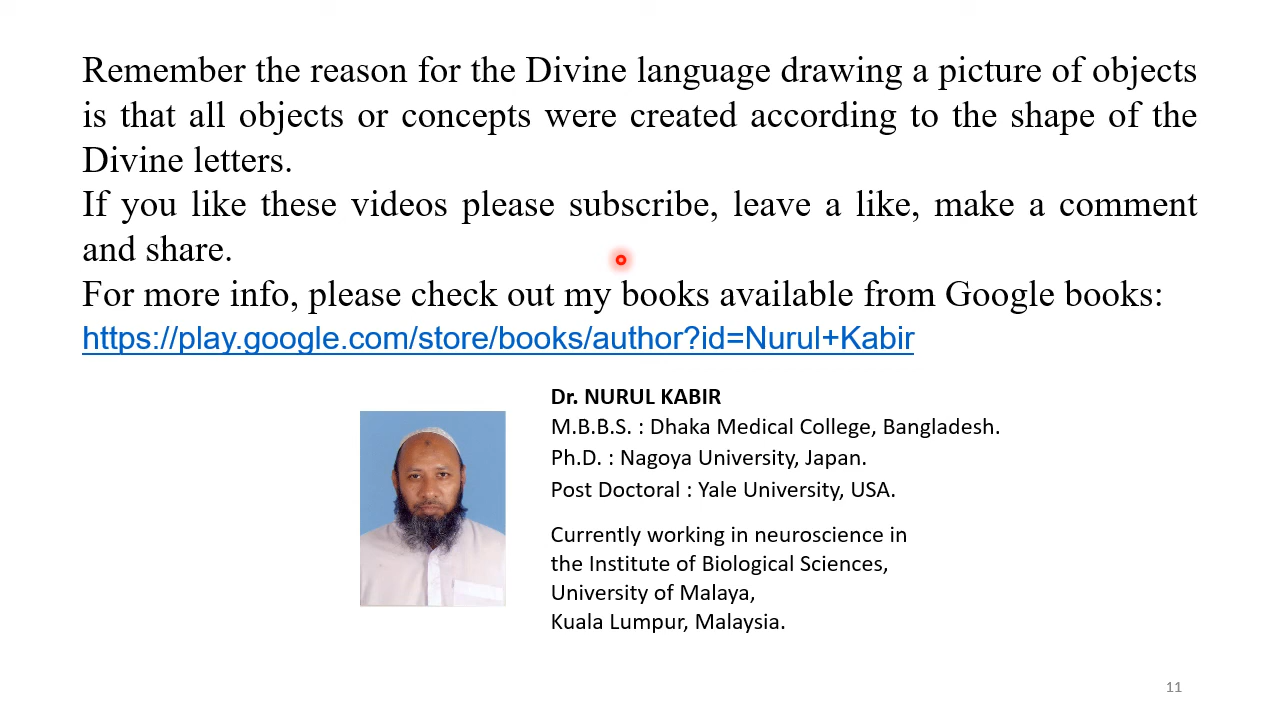 Remember the reason for the Divine language drawing a picture of objects
is that all objects or concepts were created according to the shape of the
Divine letters.
If you like these videos please subscribe, leave a like, make a comment
and share.
For more info, please check out my books available from Google books:
https://play.google.com/store/books/author?id=Nurul+Kabir
Dr. NURUL KABIR
M.B.B.S. : Dhaka Medical College, Bangladesh.
Ph.D. : Nagoya University, Japan.
Post Doctoral : Yale University, USA.
Currently working in neuroscience in
the Institute of Biological Sciences,
University of Malaya,
Kuala Lumpur, Malaysia.
11